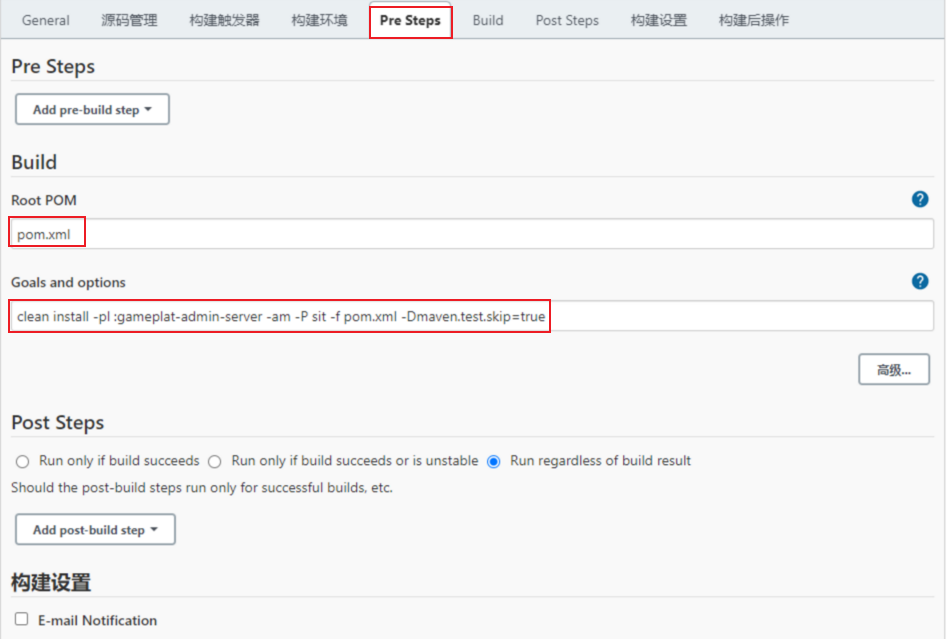 General 源码管理 构建触发器 构建环境 Pre Steps Build Post Steps 构建设置 构建后操作
Pre Steps
Add pre-build step
Build
Root POM ?
pom.xml
Goals and options ?
clean install -pl :gameplat-admin-server -am -P sit -f pom.xml -Dmaven.test.skip=true
高级...
Post Steps
Run only if build succeeds Run only if build succeeds or is unstable Run regardless of build result
Should the post-build steps run only for successful builds, etc.
Add post-build step
构建设置
E-mail Notification